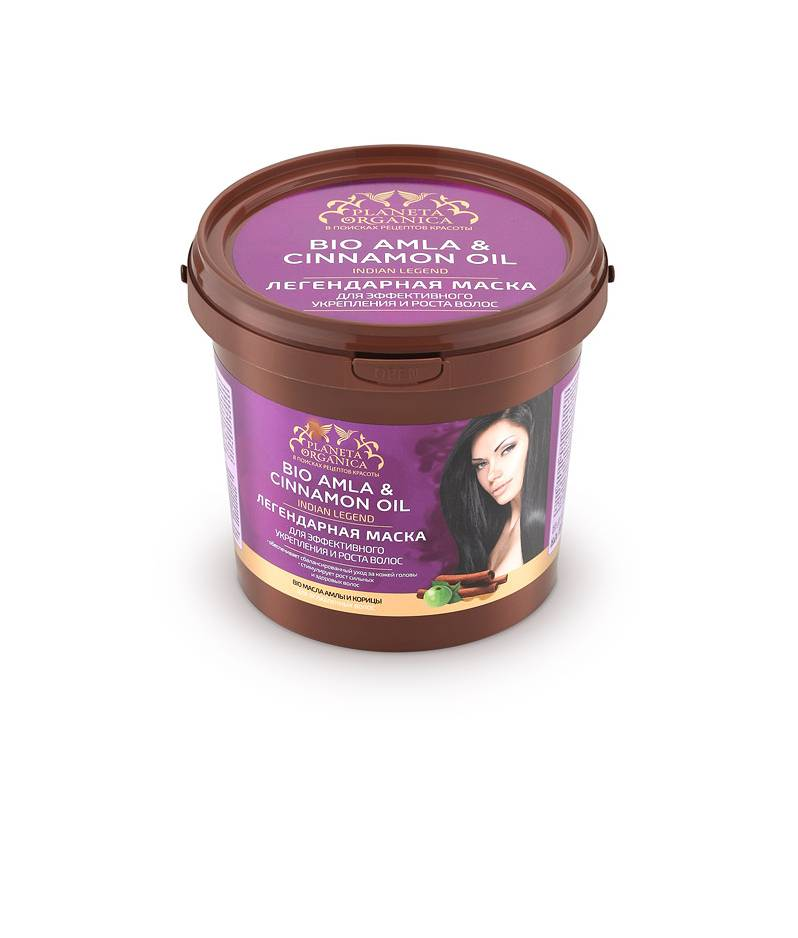 PLANETA
ORGANICA
В ПОИСКАХ РЕЦЕПТОВ КРАСОТЫ
BIO AMLA &
CINNAMON OIL
INDIAN LEGEND
ЛЕГЕНДАРНАЯ МАСКА
ДЛЯ ЭФФЕКТИВНОГО
УКРЕПЛЕНИЯ И РОСТА ВОЛОС
OPEN
PLANETA
ORGANICA
В ПОИСКАХ РЕЦЕПТОВ КРАСОТЫ
BIO AMLA &
CINNAMON OIL
INDIAN LEGEND
ЛЕГЕНДАРНАЯ МАСКА
ДЛЯ ЭФФЕКТИВНОГО
УКРЕПЛЕНИЯ И РОСТА ВОЛОС
- обеспечивает сбалансированный уход за кожей головы
- стимулирует рост сильных
и здоровых волос
BIO МАСЛА АМЛЫ И КОРИЦЫ
волос